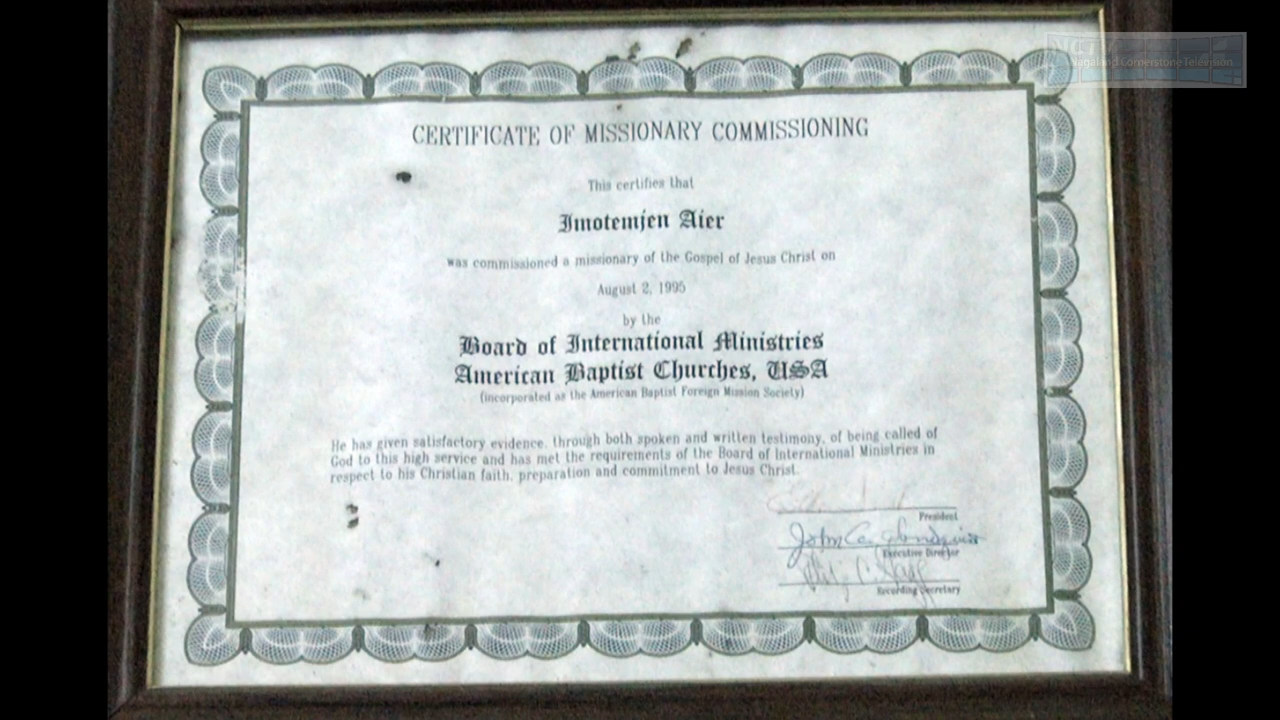 Nagaland Cornerstone Television
CERTIFICATE OF MISSIONARY COMMISSIONING
This certifies that
Imotemjen Aier
was commissioned a missionary of the Gospel of Jesus Christ on
August 2, 1995
by the
Board of International Ministries
American Baptist Churches, USA
(incorporated as the American Baptist Foreign Mission Society)
He has given satisfactory evidence, through both spoken and written testimony, of being called of
God to this high service and has met the requirements of the Board of International Ministries in
respect to his Christian faith, preparation and commitment to Jesus Christ.
President
John
Executive Director
Recording Secretary